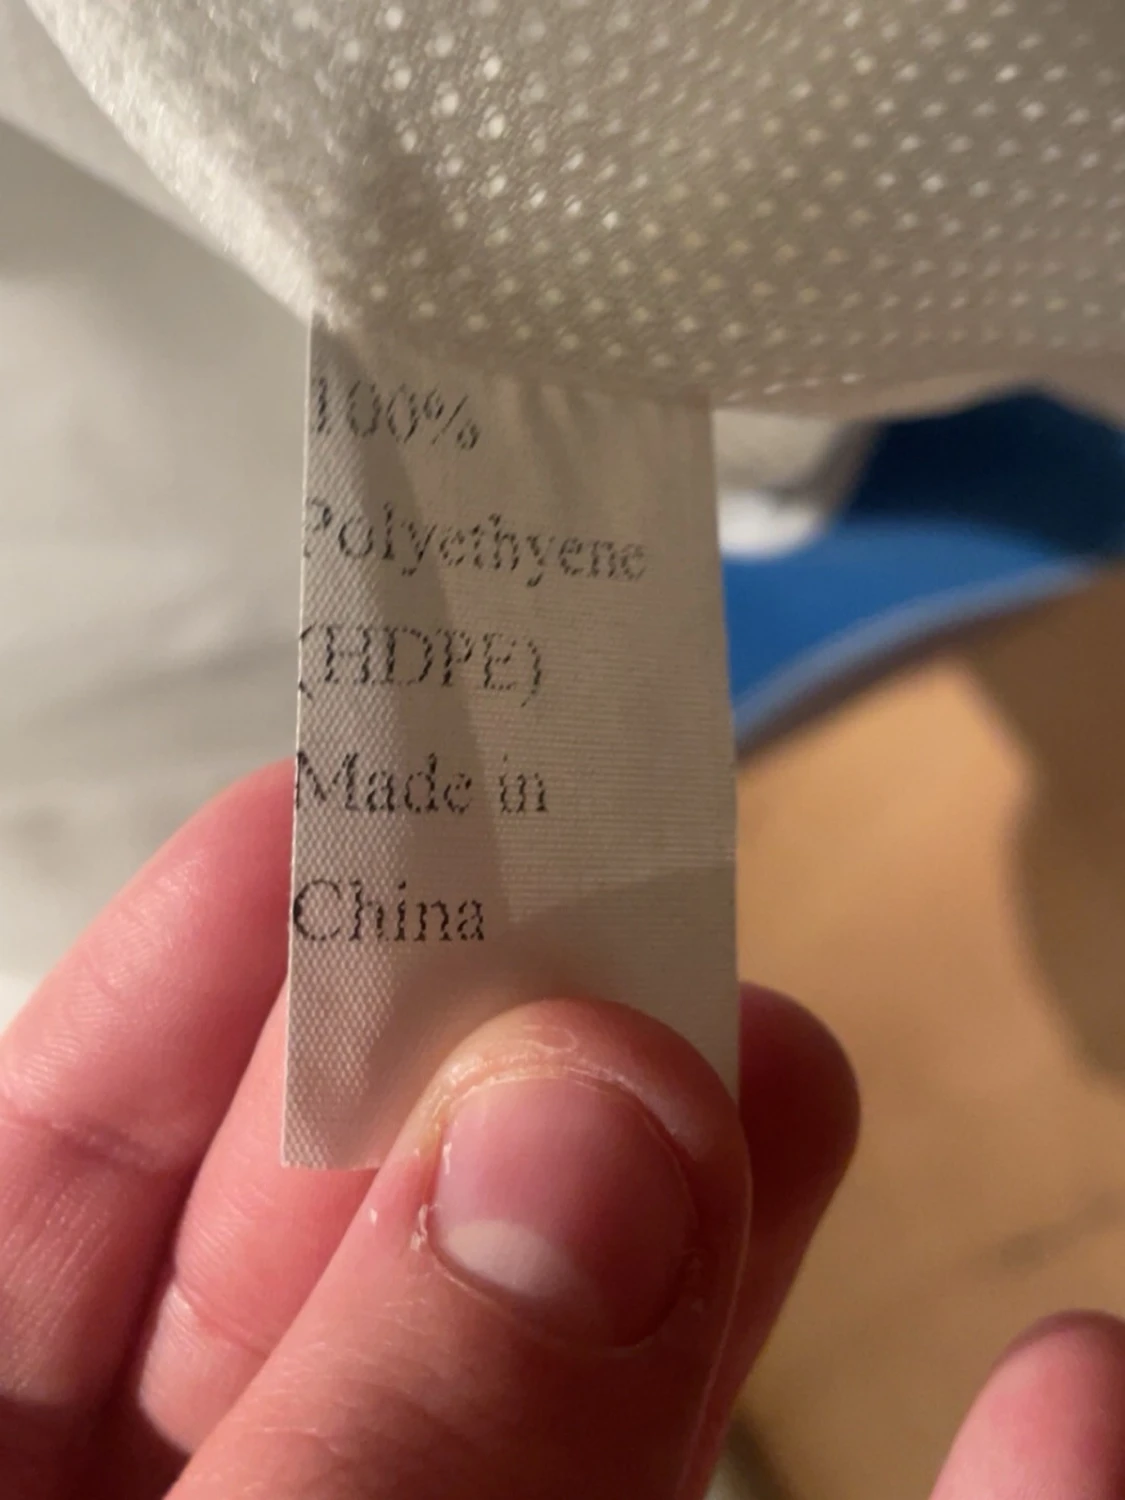 100%
Polyethyene
(HDPE)
Made in
China